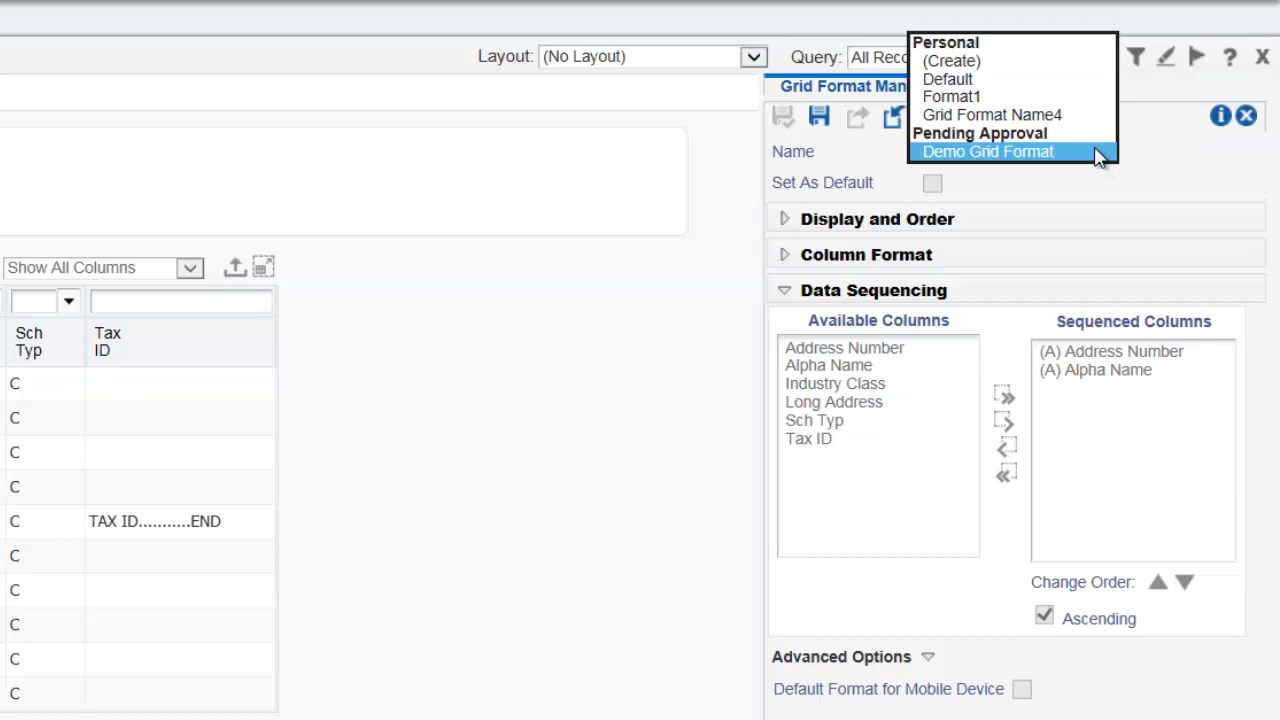 Layout: (No Layout)
Query: All Reco
Personal
(Create)
Default
Format1
Grid Format Name4
Pending Approval
Demo Grid Format
Grid Format Man
Name
Set As Default
Display and Order
Column Format
Data Sequencing
Available Columns
Address Number
Alpha Name
Industry Class
Long Address
Sch Typ
Tax ID
Sequenced Columns
(A) Address Number
(A) Alpha Name
Change Order:
Ascending
Advanced Options
Default Format for Mobile Device
Show All Columns
Sch
Typ
Tax
ID
C
C
C
C
C TAX ID...........END
C
C
C
C
C